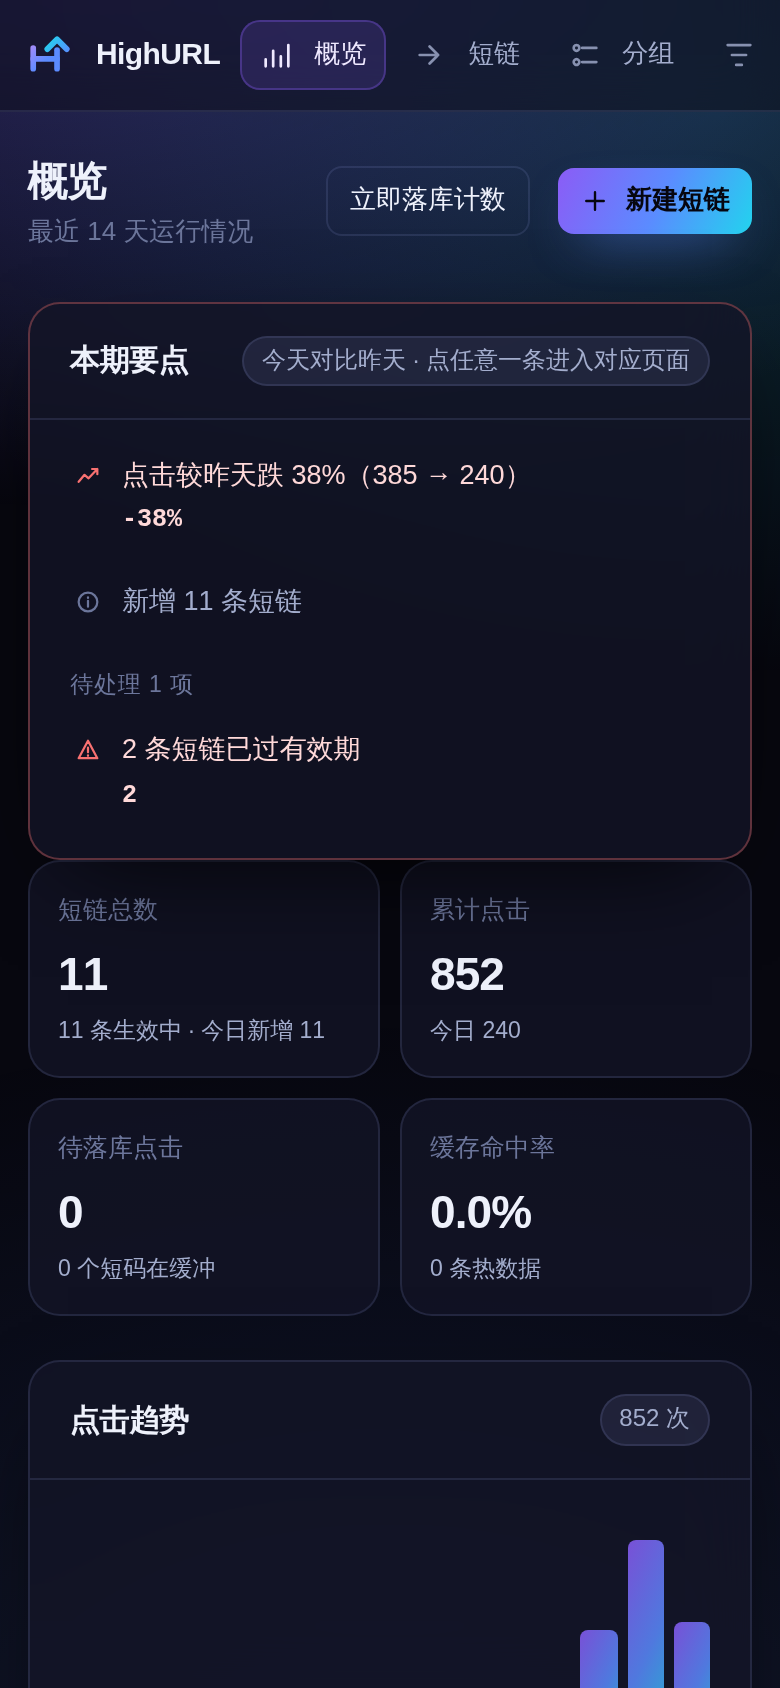 HighURL 概览 短链 分组
概览
最近 14 天运行情况
立即落库计数
新建短链
本期要点
今天对比昨天 · 点任意一条进入对应页面
点击较昨天跌 38%（385 → 240）
-38%
新增 11 条短链
待处理 1 项
2 条短链已过有效期
2
短链总数
11
11 条生效中 · 今日新增 11
累计点击
852
今日 240
待落库点击
0
0 个短码在缓冲
缓存命中率
0.0%
0 条热数据
点击趋势
852 次